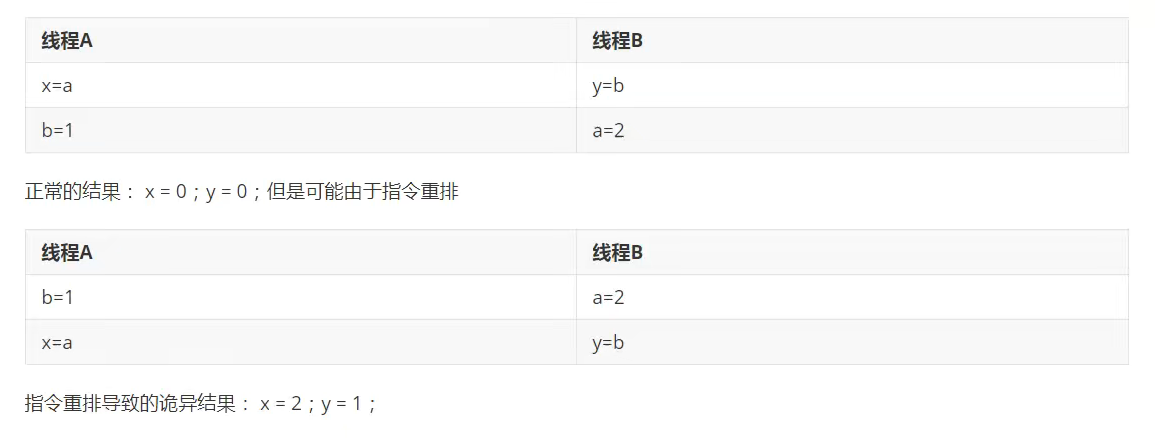 线程A 线程B
x=a y=b
b=1 a=2
正常的结果： x = 0；y = 0；但是可能由于指令重排
线程A 线程B
b=1 a=2
x=a y=b
指令重排导致的诡异结果： x = 2；y = 1；